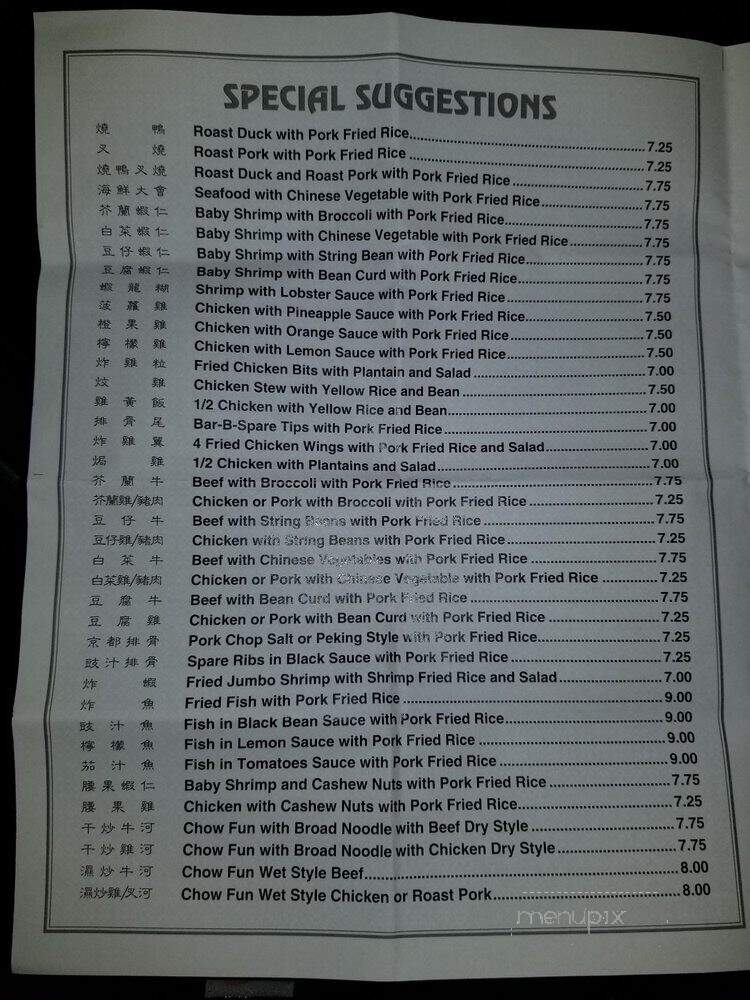 SPECIAL SUGGESTIONS
燒 鴨 Roast Duck with Pork Fried Rice 7.25
叉 燒 Roast Pork with Pork Fried Rice 7.25
燒鴨叉燒 Roast Duck and Roast Pork with Pork Fried Rice 7.75
海鮮大會 Seafood with Chinese Vegetable with Pork Fried Rice 7.75
芥蘭蝦仁 Baby Shrimp with Broccoli with Pork Fried Rice 7.75
白菜蝦仁 Baby Shrimp with Chinese Vegetable with Pork Fried Rice 7.75
豆仔蝦仁 Baby Shrimp with String Bean with Pork Fried Rice 7.75
豆腐蝦仁 Baby Shrimp with Bean Curd with Pork Fried Rice 7.75
蝦龍糊 Shrimp with Lobster Sauce with Pork Fried Rice 7.75
菠蘿雞 Chicken with Pineapple Sauce with Pork Fried Rice 7.50
橙果雞 Chicken with Orange Sauce with Pork Fried Rice 7.50
檸檬雞 Chicken with Lemon Sauce with Pork Fried Rice 7.50
炸雞粒 Fried Chicken Bits with Plantain and Salad 7.00
炆 雞 Chicken Stew with Yellow Rice and Bean 7.50
雞黃飯 1/2 Chicken with Yellow Rice and Bean 7.00
排骨尾 Bar-B-Spare Tips with Pork Fried Rice 7.00
炸雞翼 4 Fried Chicken Wings with Pork Fried Rice and Salad 7.00
焗 雞 1/2 Chicken with Plantains and Salad 7.00
芥蘭牛 Beef with Broccoli with Pork Fried Rice 7.75
芥蘭雞/豬肉 Chicken or Pork with Broccoli with Pork Fried Rice 7.25
豆仔牛 Beef with String Beans with Pork Fried Rice 7.75
豆仔雞/豬肉 Chicken with String Beans with Pork Fried Rice 7.25
白菜牛 Beef with Chinese Vegetables with Pork Fried Rice 7.75
白菜雞/豬肉 Chicken or Pork with Chinese Vegetable with Pork Fried Rice 7.25
豆腐牛 Beef with Bean Curd with Pork Fried Rice 7.75
豆腐雞 Chicken or Pork with Bean Curd with Pork Fried Rice 7.25
京都排骨 Pork Chop Salt or Peking Style with Pork Fried Rice 7.25
豉汁排骨 Spare Ribs in Black Sauce with Pork Fried Rice 7.25
炸 蝦 Fried Jumbo Shrimp with Shrimp Fried Rice and Salad 7.00
炸 魚 Fried Fish with Pork Fried Rice 9.00
豉汁魚 Fish in Black Bean Sauce with Pork Fried Rice 9.00
檸檬魚 Fish in Lemon Sauce with Pork Fried Rice 9.00
茄汁魚 Fish in Tomatoes Sauce with Pork Fried Rice 9.00
腰果蝦仁 Baby Shrimp and Cashew Nuts with Pork Fried Rice 7.75
腰果雞 Chicken with Cashew Nuts with Pork Fried Rice 7.25
干炒牛河 Chow Fun with Broad Noodle with Beef Dry Style 7.75
干炒雞河 Chow Fun with Broad Noodle with Chicken Dry Style 7.75
濕炒牛河 Chow Fun Wet Style Beef 8.00
濕炒雞/叉河 Chow Fun Wet Style Chicken or Roast Pork 8.00
menupix